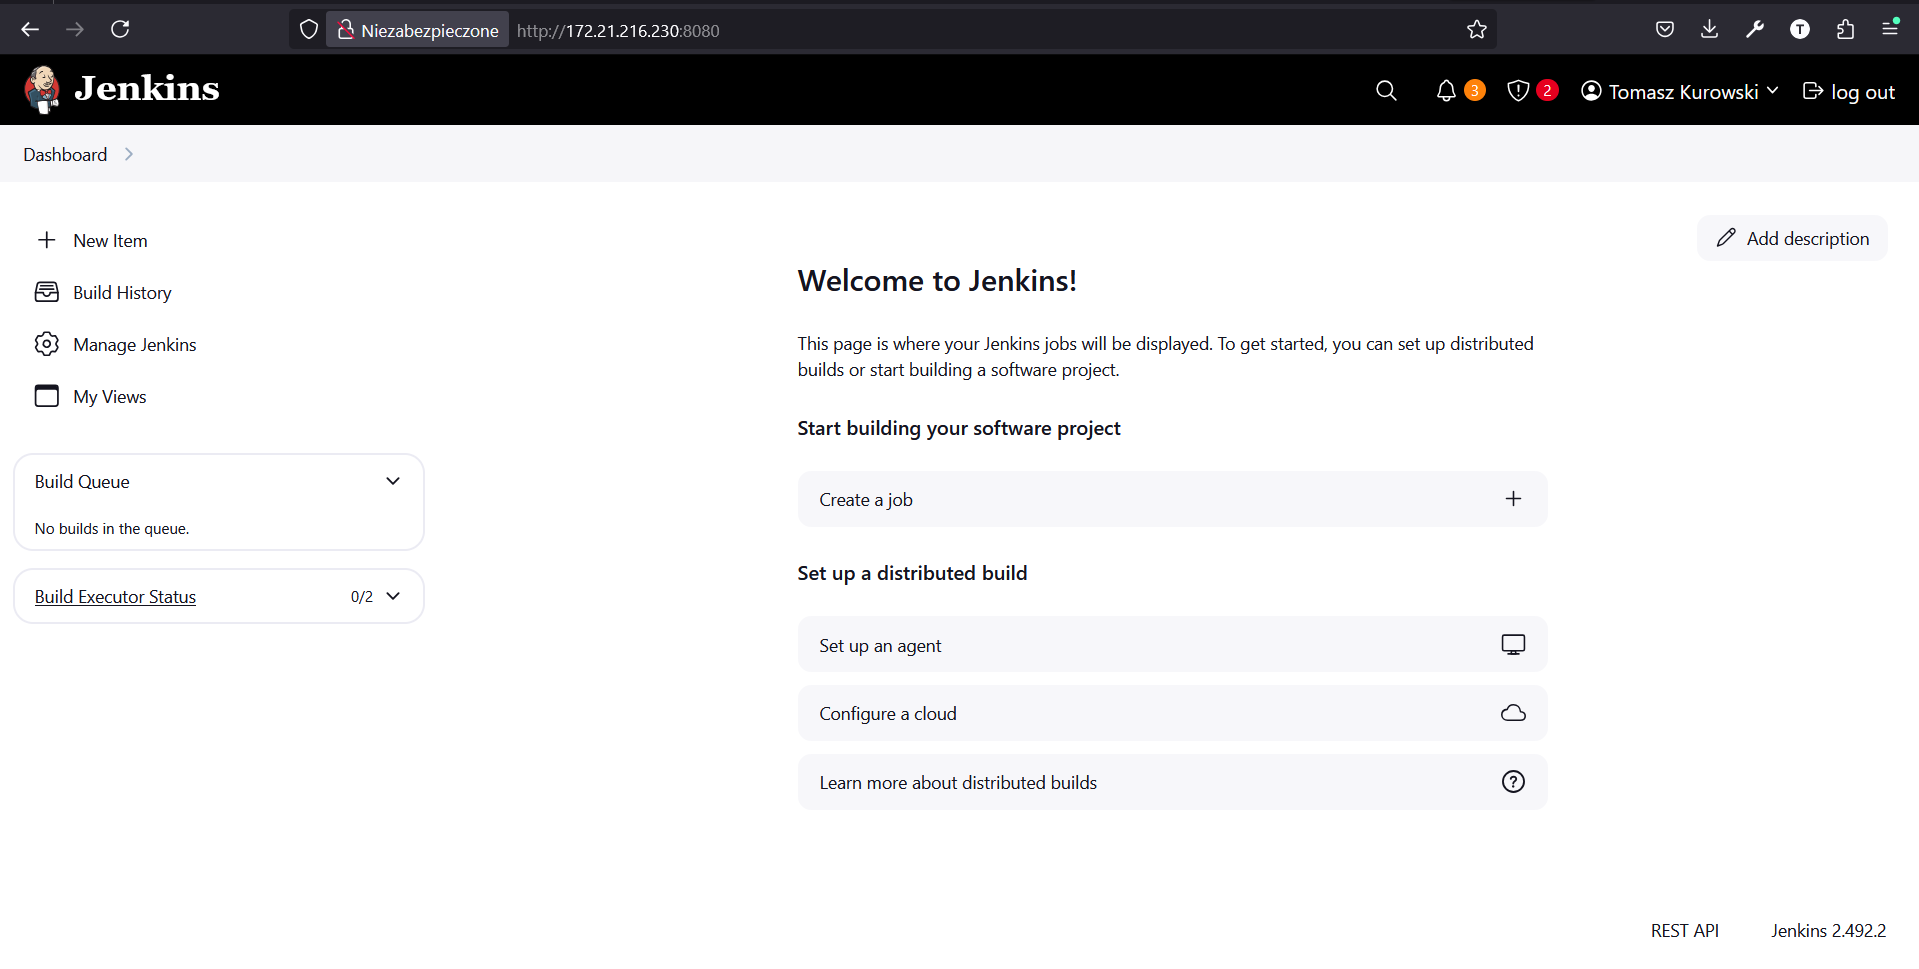 Niezabezpieczone http://172.21.216.230:8080
T
Jenkins
3
2
Tomasz Kurowski
log out
Dashboard
New Item
Build History
Manage Jenkins
My Views
Build Queue
No builds in the queue.
Build Executor Status 0/2
Add description
Welcome to Jenkins!
This page is where your Jenkins jobs will be displayed. To get started, you can set up distributed
builds or start building a software project.
Start building your software project
Create a job
Set up a distributed build
Set up an agent
Configure a cloud
Learn more about distributed builds
REST API Jenkins 2.492.2